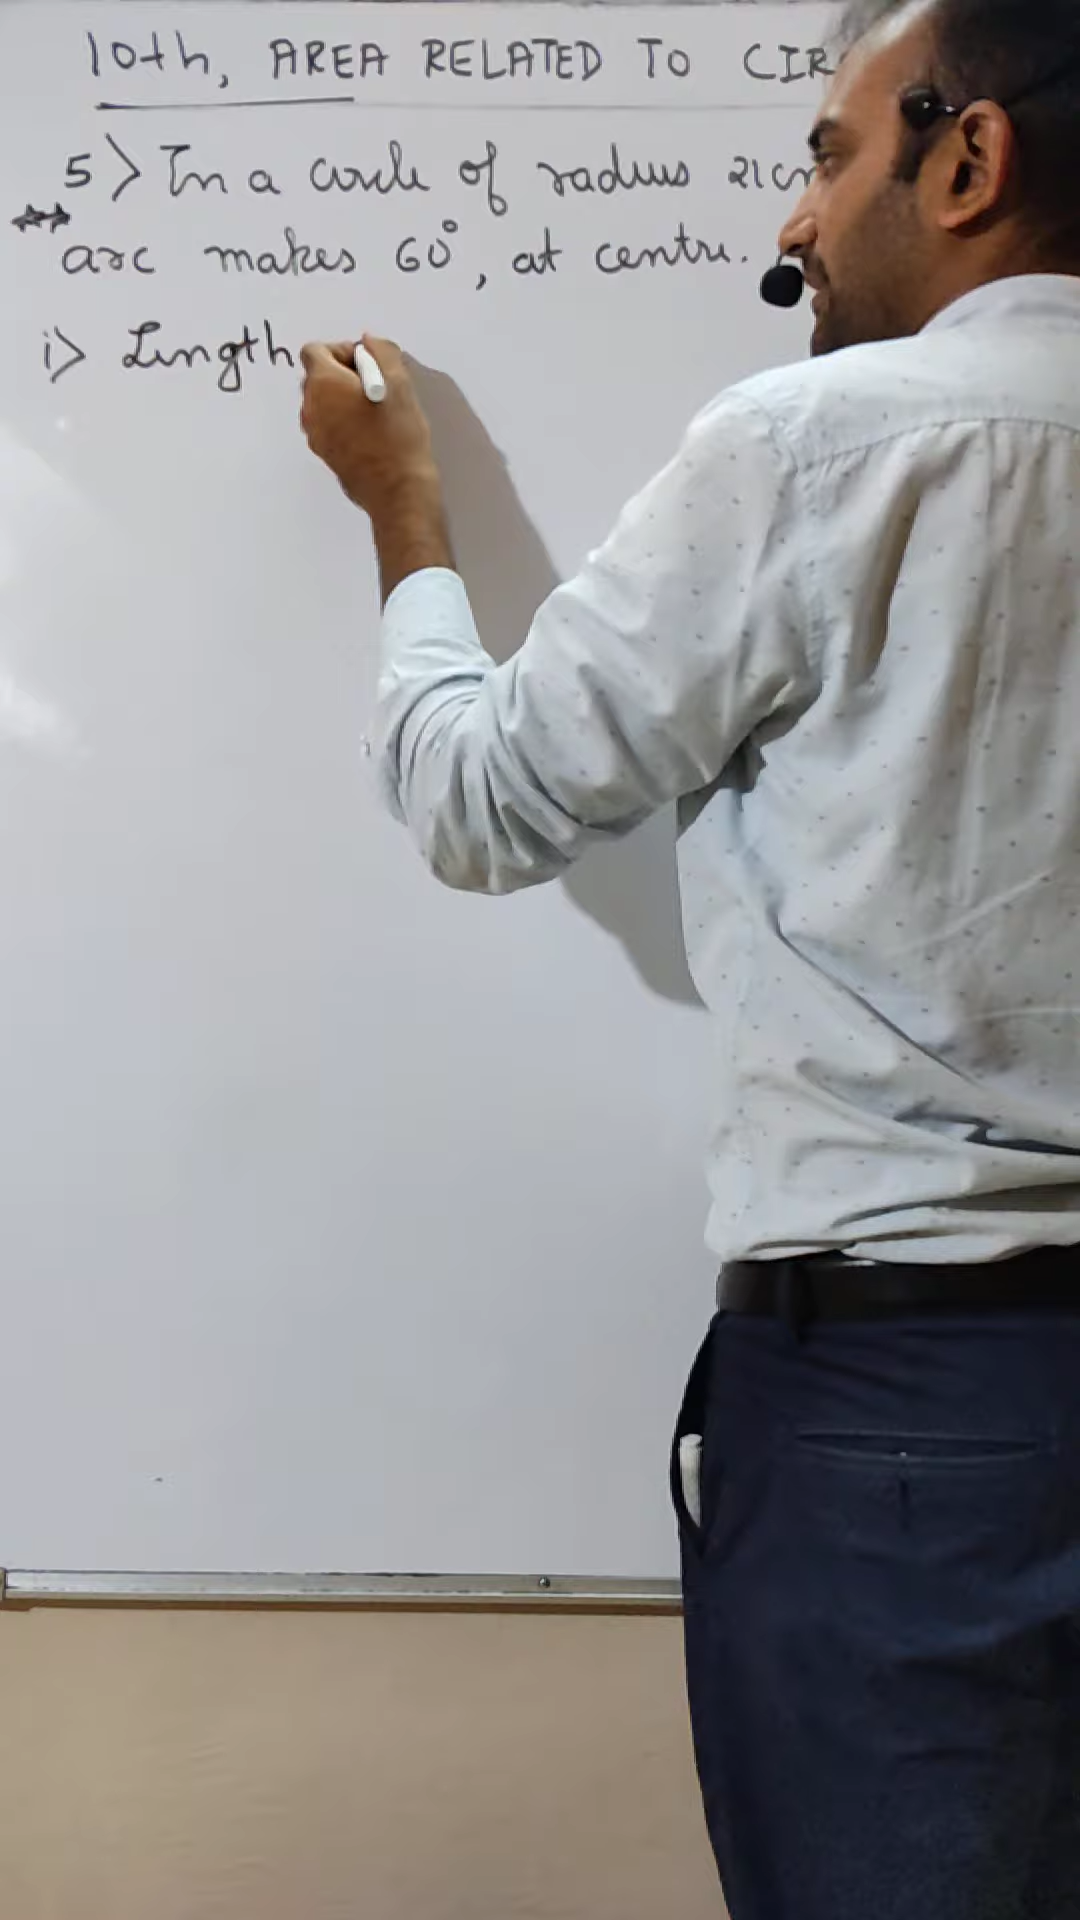 10th, AREA RELATED TO CIR
5> In a circle of radius 21cm
** arc makes 60°, at centre.
i> Length